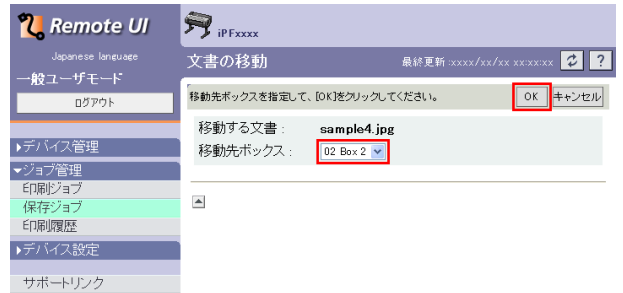 Remote UI
Japanese language
一般ユーザモード
ログアウト
▶デバイス管理
▼ジョブ管理
印刷ジョブ
保存ジョブ
印刷履歴
▶デバイス設定
サポートリンク
iPFxxxx
文書の移動
最終更新:xxxx/xx/xx xx:xx:xx ?
移動先ボックスを指定して、[OK]をクリックしてください。 OK キャンセル
移動する文書: sample4.jpg
移動先ボックス: 02 Box 2